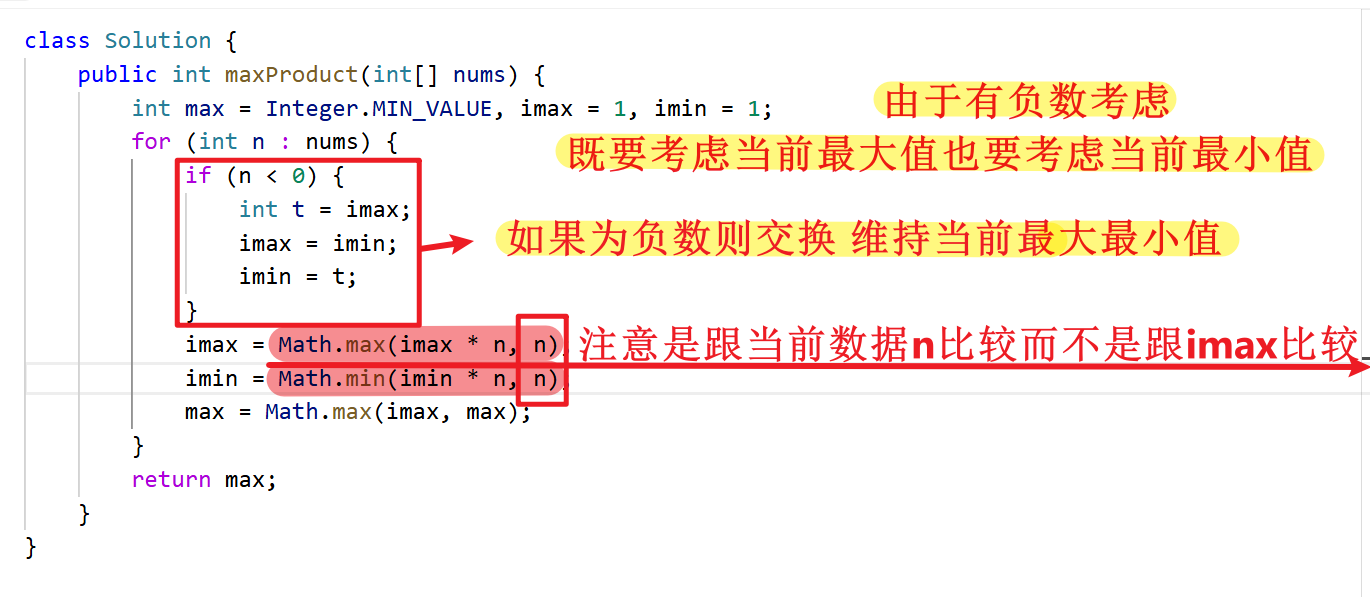 class Solution {
public int maxProduct(int[] nums) {
int max = Integer.MIN_VALUE, imax = 1, imin = 1;
由于有负数考虑
for (int n : nums) {
既要考虑当前最大值也要考虑当前最小值
if (n < 0) {
int t = imax;
imax = imin;
如果为负数则交换 维持当前最大最小值
imin = t;
}
imax = Math.max(imax * n, n)
注意是跟当前数据n比较而不是跟imax比较
imin = Math.min(imin * n, n)
max = Math.max(imax, max);
}
return max;
}
}